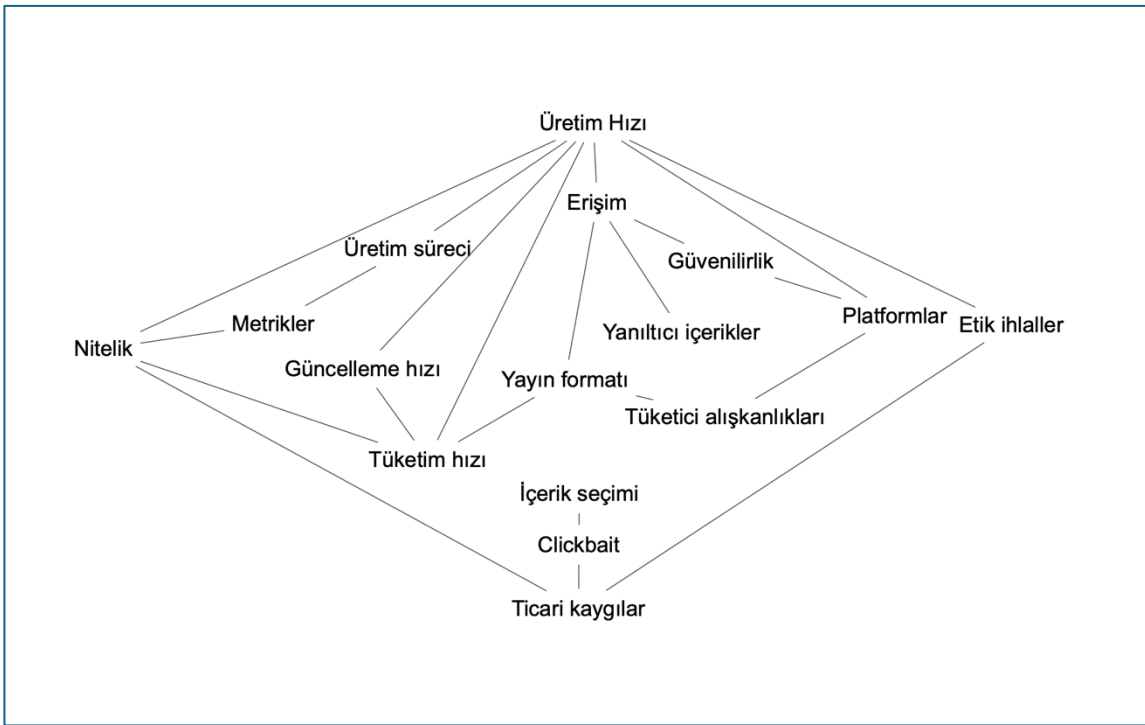 Üretim Hızı
Erişim
Üretim süreci
Güvenilirlik
Metrikler
Platformlar
Etik ihlaller
Yanıltıcı içerikler
Nitelik
Güncelleme hızı
Yayın formatı
Tüketici alışkanlıkları
Tüketim hızı
İçerik seçimi
Clickbait
Ticari kaygılar